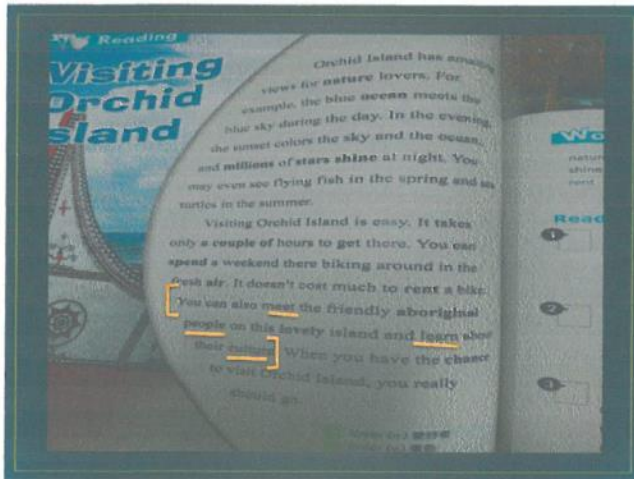 Reading
Visiting
Orchid
Island
Orchid Island has amazing
views for nature lovers. For
example, the blue ocean meets the
blue sky during the day. In the evening,
the sunset colors the sky and the ocean,
and millions of stars shine at night. You
may even see flying fish in the spring and sea
turtles in the summer.
Visiting Orchid Island is easy. It takes
only a couple of hours to get there. You can
spend a weekend there biking around in the
fresh air. It doesn't cost much to rent a bike.
You can also meet the friendly aboriginal
people on this lovely island and learn about
their culture. When you have the chance
to visit Orchid Island, you really
should go.
Wo
natur
shine
rent
Read
1
2
3